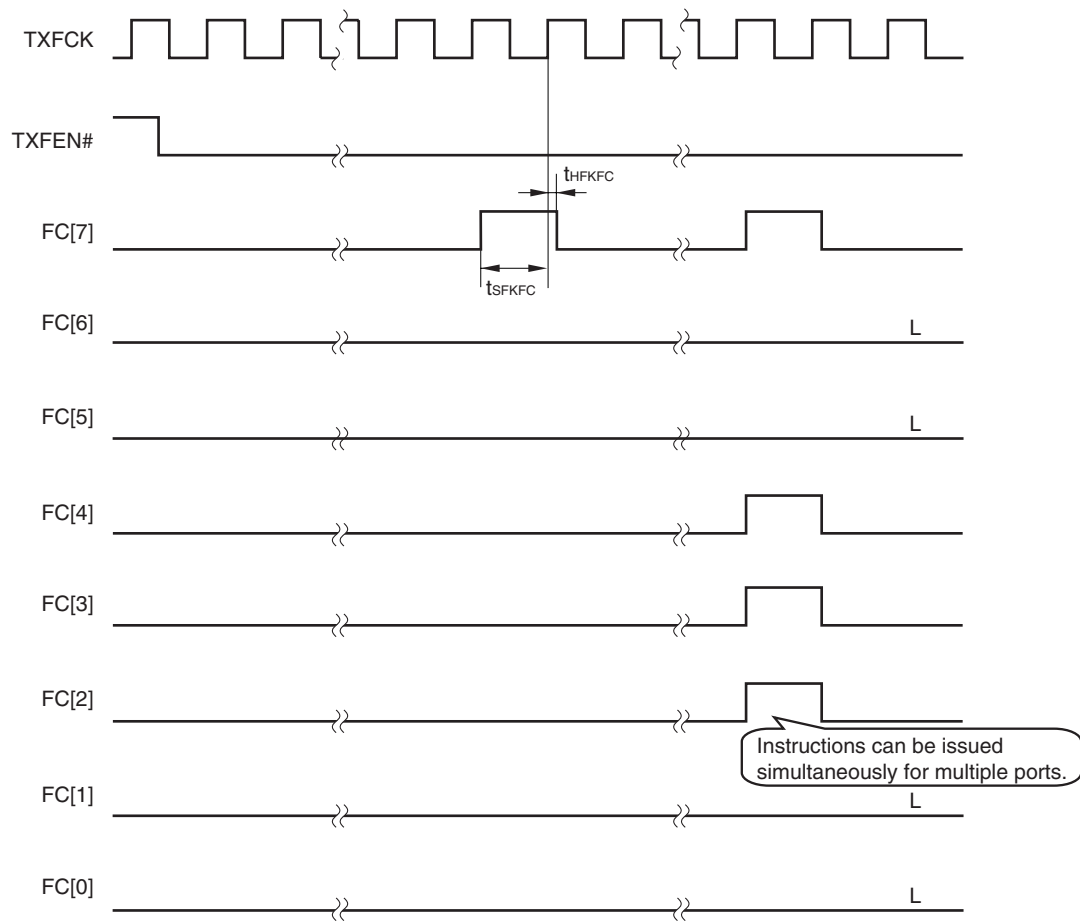 TXFCK
TXFEN#
tHFKFC
FC[7]
tSFKFC
FC[6]
L
FC[5]
L
FC[4]
FC[3]
FC[2]
Instructions can be issued
simultaneously for multiple ports.
FC[1]
L
FC[0]
L